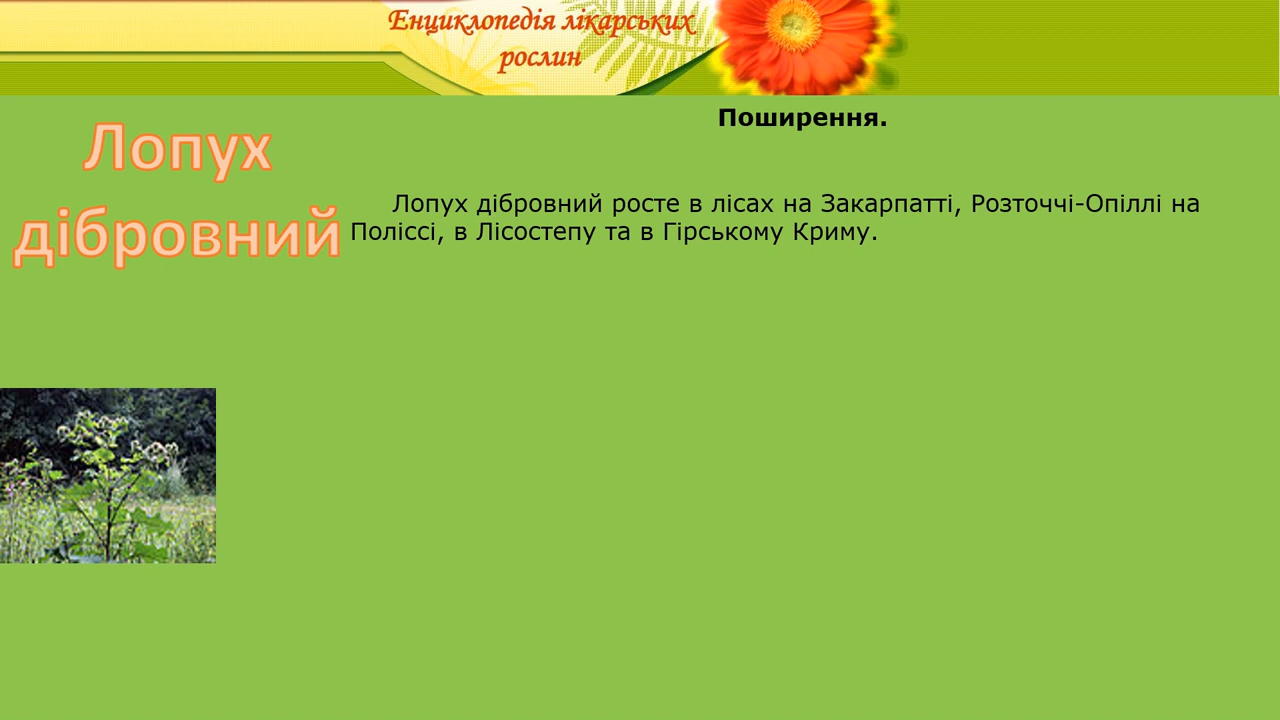 Енциклопедія лікарських
рослин
Лопух
дібровний
Поширення.
Лопух дібровний росте в лісах на Закарпатті, Розточчі-Опіллі на
Поліссі, в Лісостепу та в Гірському Криму.